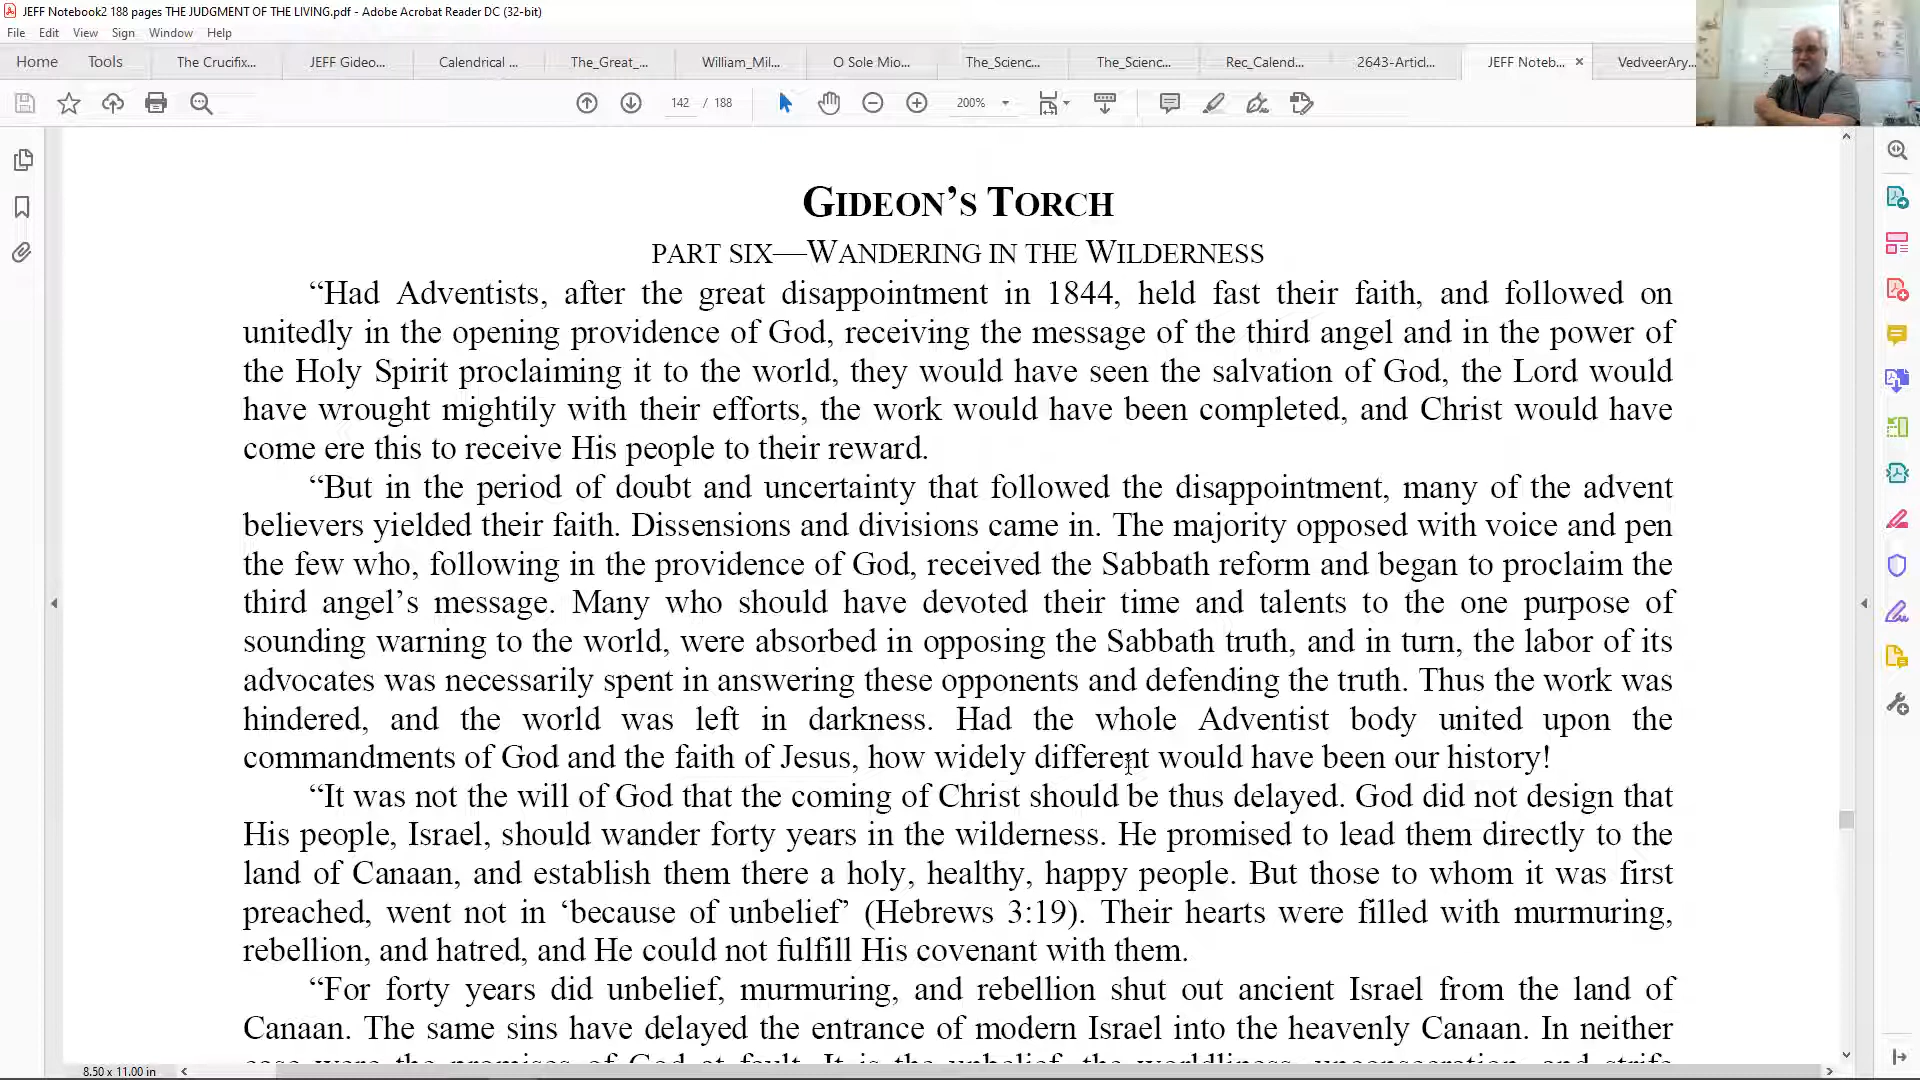 JEFF Notebook2 188 pages THE JUDGMENT OF THE LIVING.pdf - Adobe Acrobat Reader DC (32-bit)
File Edit View Sign Window Help
Home Tools The Crucifix... JEFF Gideo... Calendrical ... The_Great_... William_Mil... O Sole Mio... The_Scienc... The_Scienc... Rec_Calend... 2643-Articl... JEFF Noteb... VedveerAry...
142 / 188 200%
GIDEON’S TORCH
PART SIX—WANDERING IN THE WILDERNESS
“Had Adventists, after the great disappointment in 1844, held fast their faith, and followed on
unitedly in the opening providence of God, receiving the message of the third angel and in the power of
the Holy Spirit proclaiming it to the world, they would have seen the salvation of God, the Lord would
have wrought mightily with their efforts, the work would have been completed, and Christ would have
come ere this to receive His people to their reward.
“But in the period of doubt and uncertainty that followed the disappointment, many of the advent
believers yielded their faith. Dissensions and divisions came in. The majority opposed with voice and pen
the few who, following in the providence of God, received the Sabbath reform and began to proclaim the
third angel’s message. Many who should have devoted their time and talents to the one purpose of
sounding warning to the world, were absorbed in opposing the Sabbath truth, and in turn, the labor of its
advocates was necessarily spent in answering these opponents and defending the truth. Thus the work was
hindered, and the world was left in darkness. Had the whole Adventist body united upon the
commandments of God and the faith of Jesus, how widely different would have been our history!
“It was not the will of God that the coming of Christ should be thus delayed. God did not design that
His people, Israel, should wander forty years in the wilderness. He promised to lead them directly to the
land of Canaan, and establish them there a holy, healthy, happy people. But those to whom it was first
preached, went not in ‘because of unbelief’ (Hebrews 3:19). Their hearts were filled with murmuring,
rebellion, and hatred, and He could not fulfill His covenant with them.
“For forty years did unbelief, murmuring, and rebellion shut out ancient Israel from the land of
Canaan. The same sins have delayed the entrance of modern Israel into the heavenly Canaan. In neither
case were the promises of God at fault. It is the unbelief, the worldliness, unconsecration, and strife
8.50 x 11.00 in